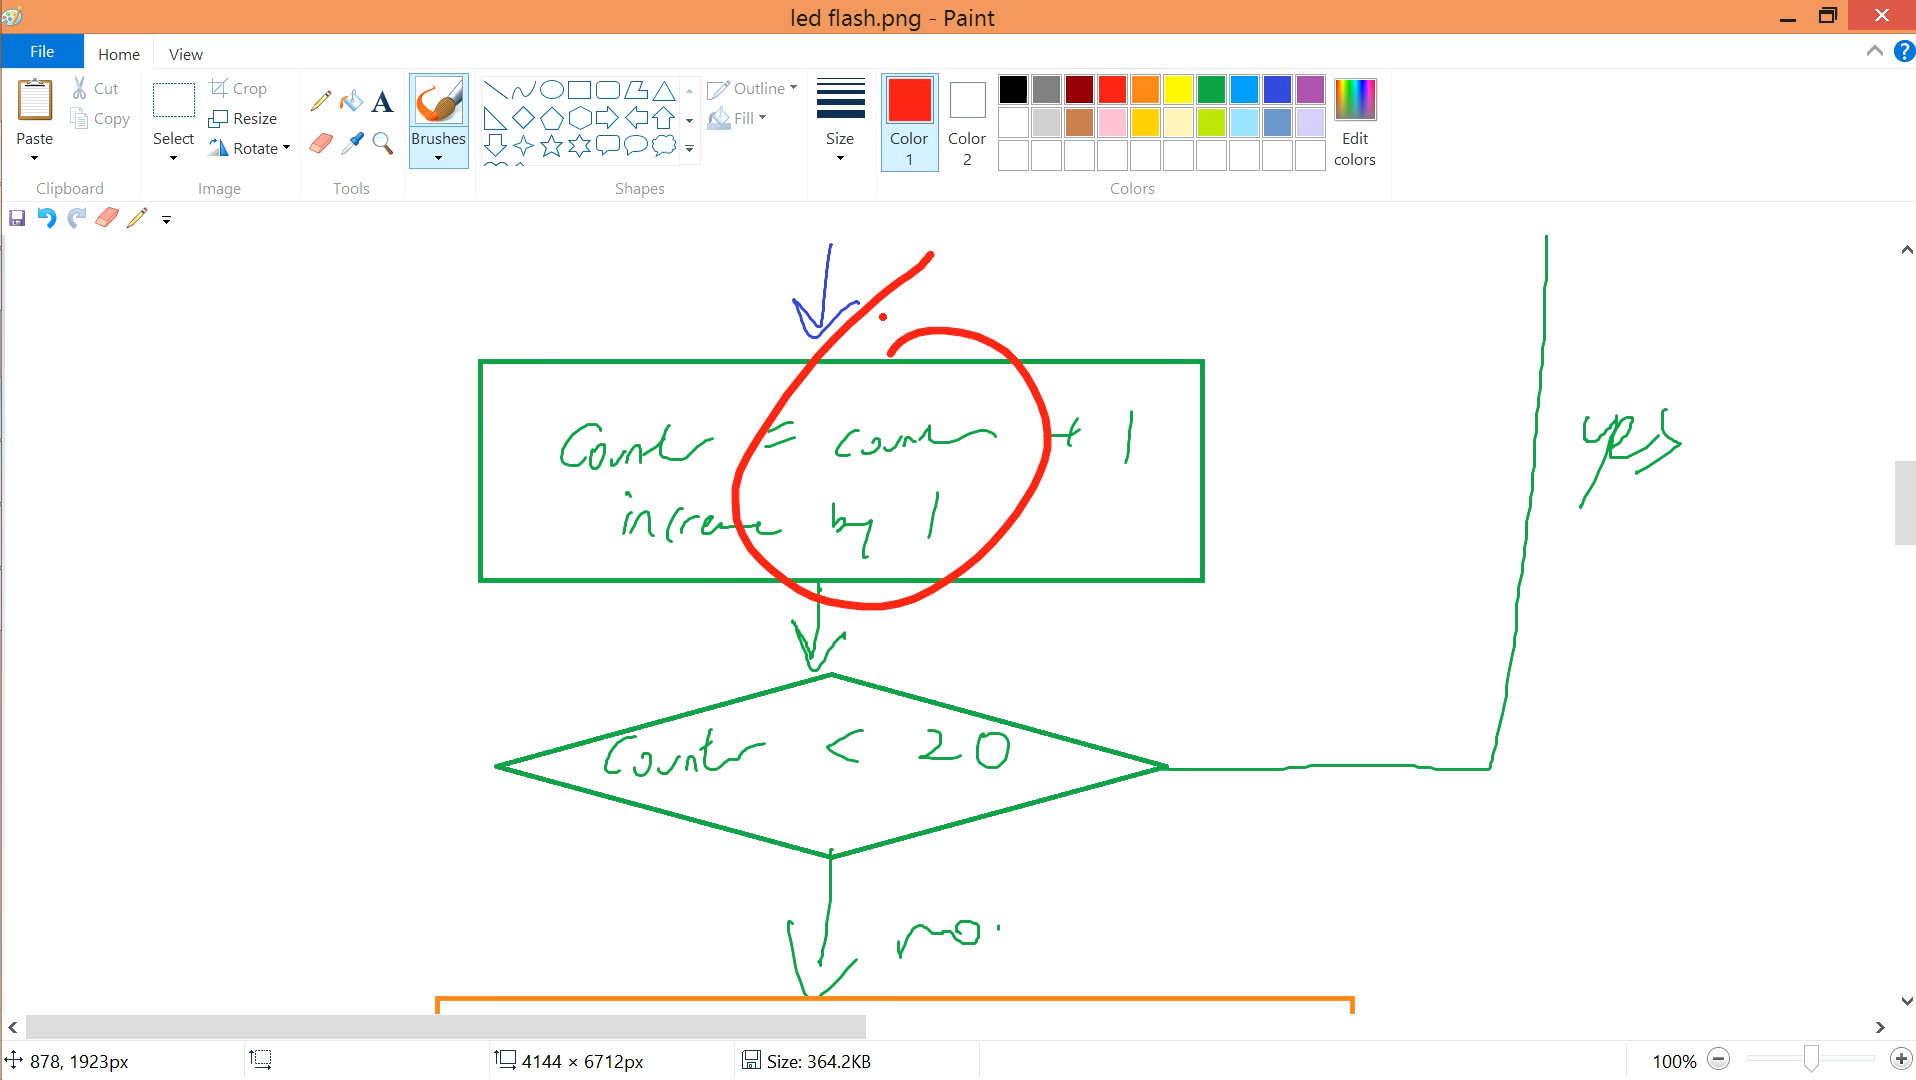 led flash.png - Paint
File Home View
Paste Cut Copy Clipboard
Select Crop Resize Rotate Image
Tools
Brushes
Shapes
Outline Fill
Size
Color 1
Color 2
Edit colors
Colors
Counter = counter + 1
increase by 1
yes
Counter < 20
no.
878, 1923px
4144 × 6712px
Size: 364.2KB
100%